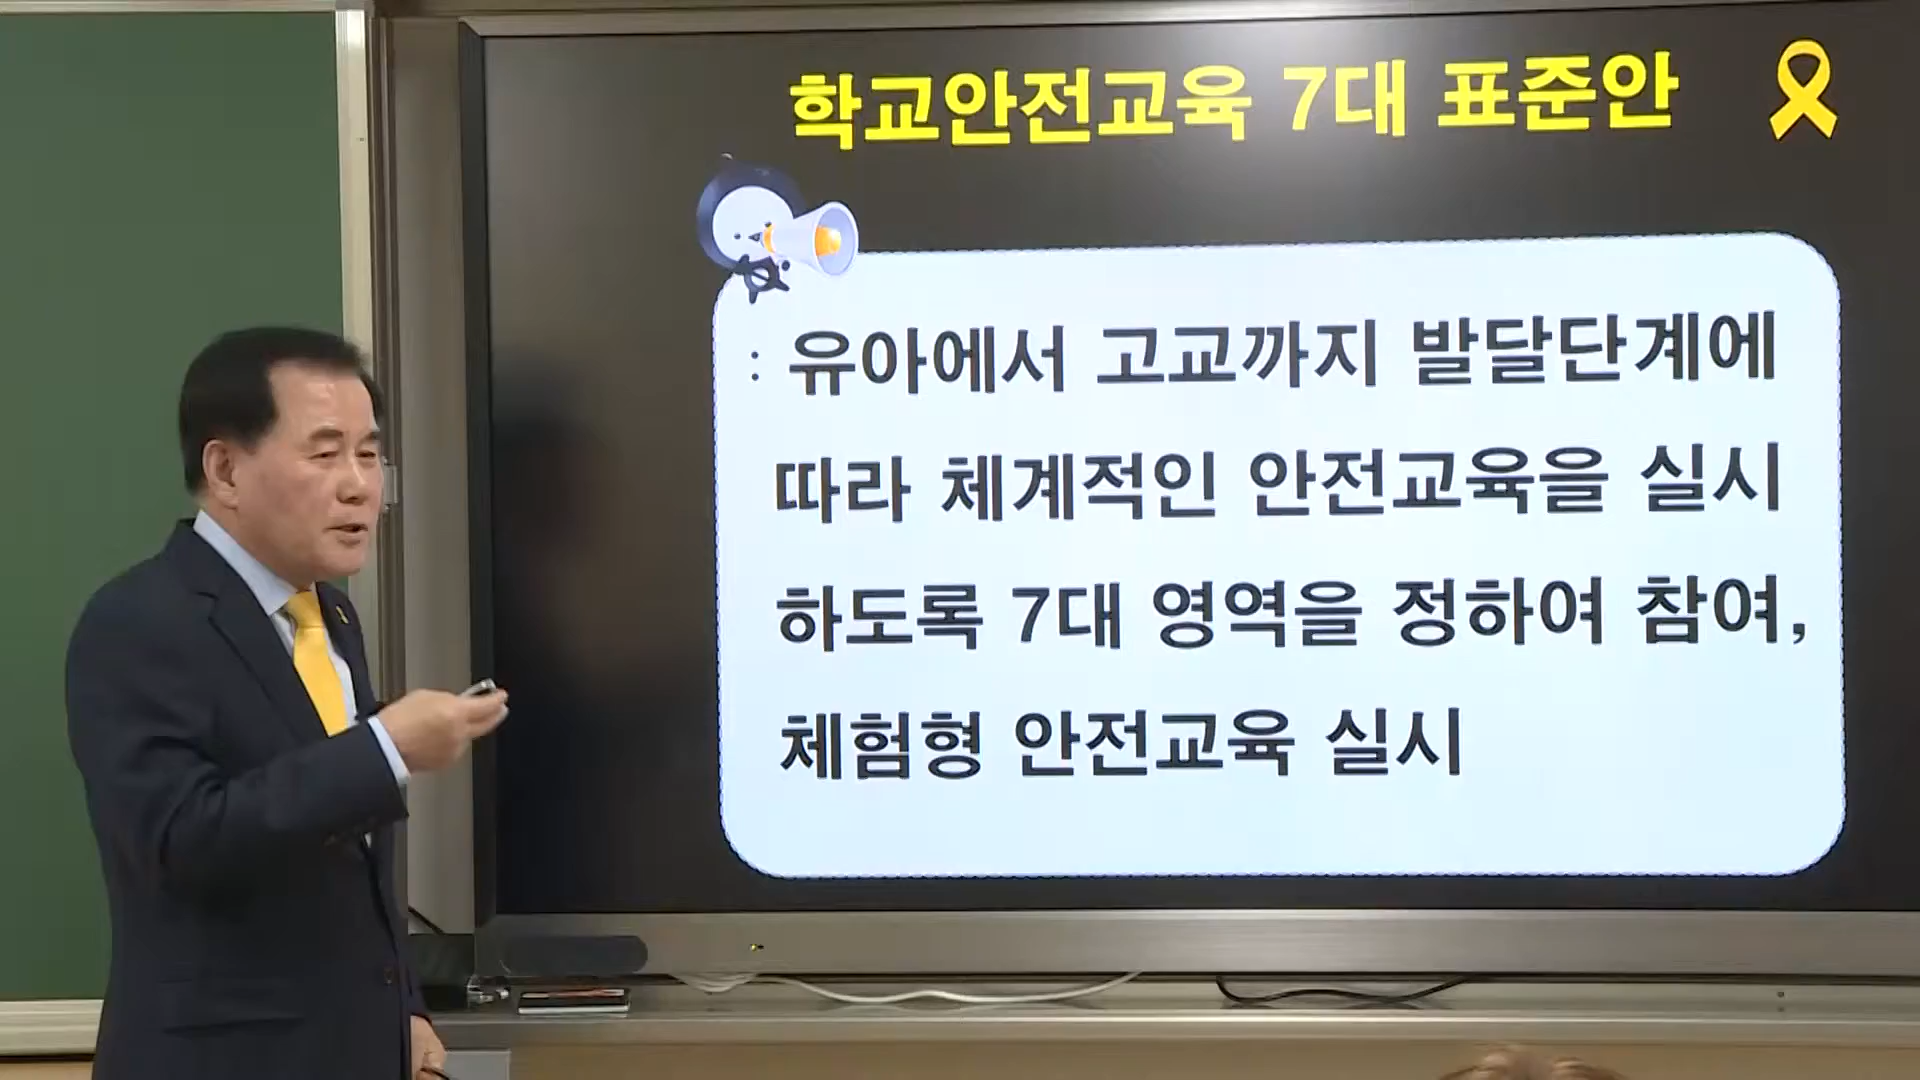 학교안전교육 7대 표준안
: 유아에서 고교까지 발달단계에
따라 체계적인 안전교육을 실시
하도록 7대 영역을 정하여 참여,
체험형 안전교육 실시